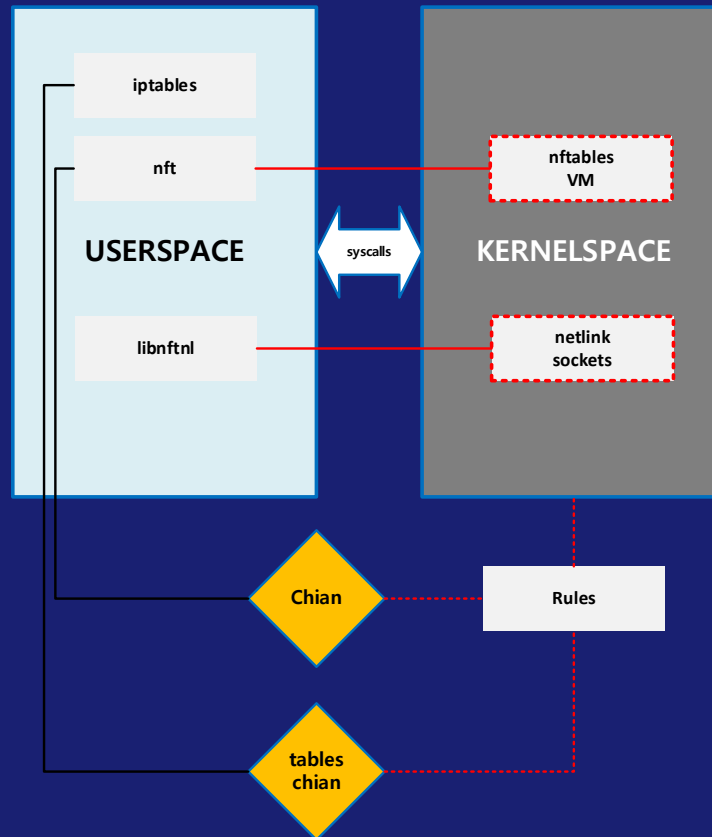 iptables
nft
nftables
VM
USERSPACE
syscalls
KERNELSPACE
libnftnl
netlink
sockets
Chian
Rules
tables
chian